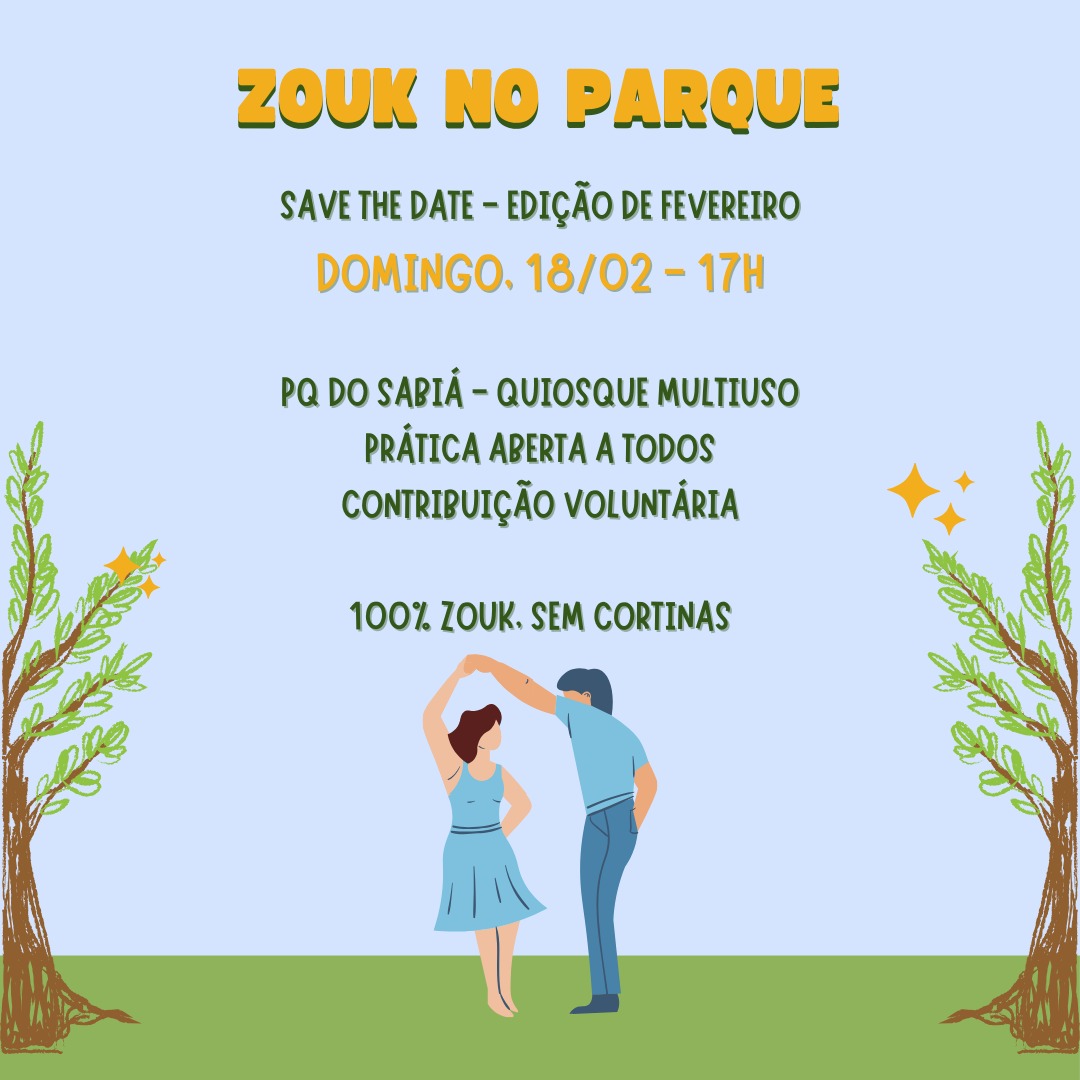 ZOUK NO PARQUE
SAVE THE DATE - EDIÇÃO DE FEVEREIRO
DOMINGO, 18/02 - 17H
PQ DO SABIÁ - QUIOSQUE MULTIUSO
PRÁTICA ABERTA A TODOS
CONTRIBUIÇÃO VOLUNTÁRIA
100% ZOUK, SEM CORTINAS